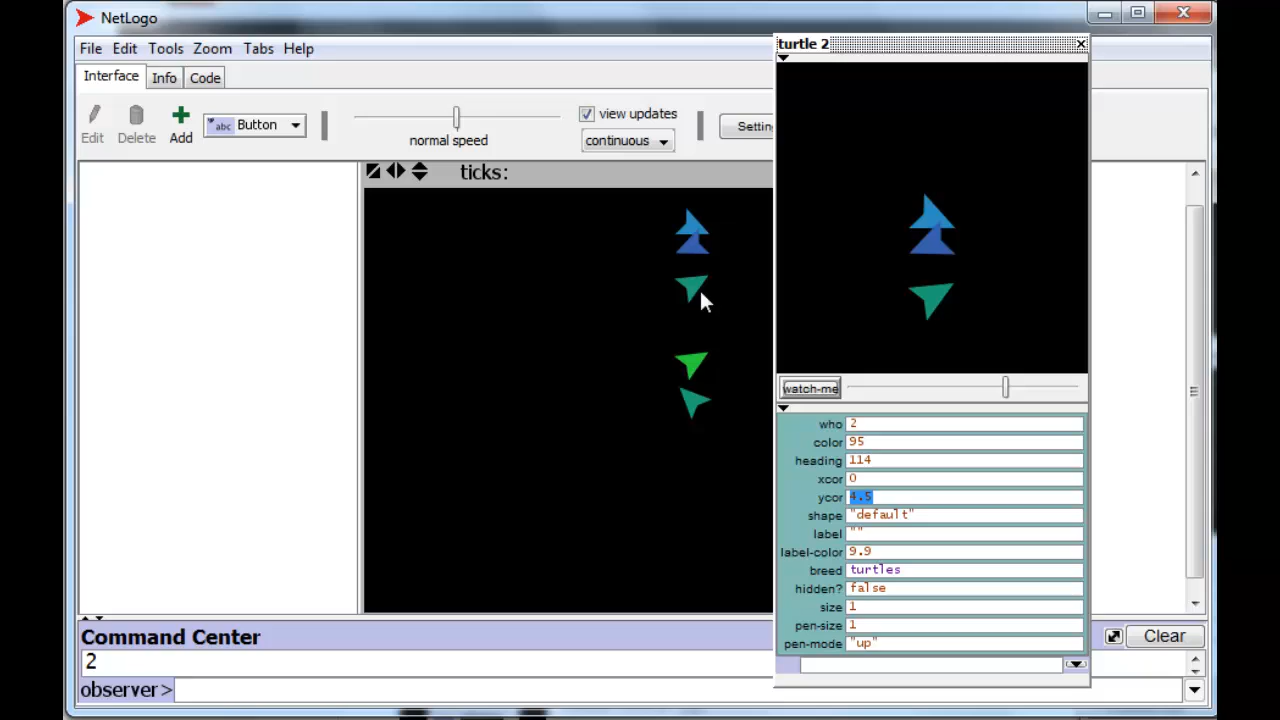 NetLogo
File Edit Tools Zoom Tabs Help
Interface Info Code
Edit Delete Add abc Button
normal speed
view updates
continuous
Settin
ticks:
turtle 2
watch-me
who 2
color 95
heading 114
xcor 0
ycor 4.5
shape "default"
label ""
label-color 9.9
breed turtles
hidden? false
size 1
pen-size 1
pen-mode "up"
Command Center
Clear
2
observer>